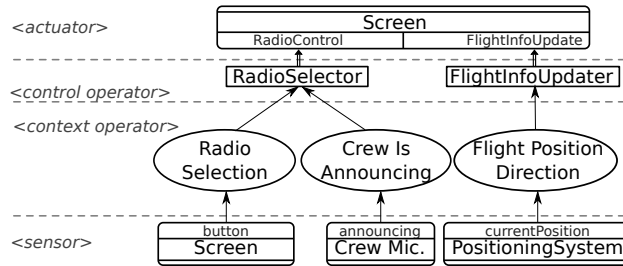 <actuator>
Screen
RadioControl FlightInfoUpdate
RadioSelector FlightInfoUpdater
<control operator>
<context operator>
Radio Selection
Crew Is Announcing
Flight Position Direction
button announcing currentPosition
<sensor>
Screen Crew Mic. PositioningSystem